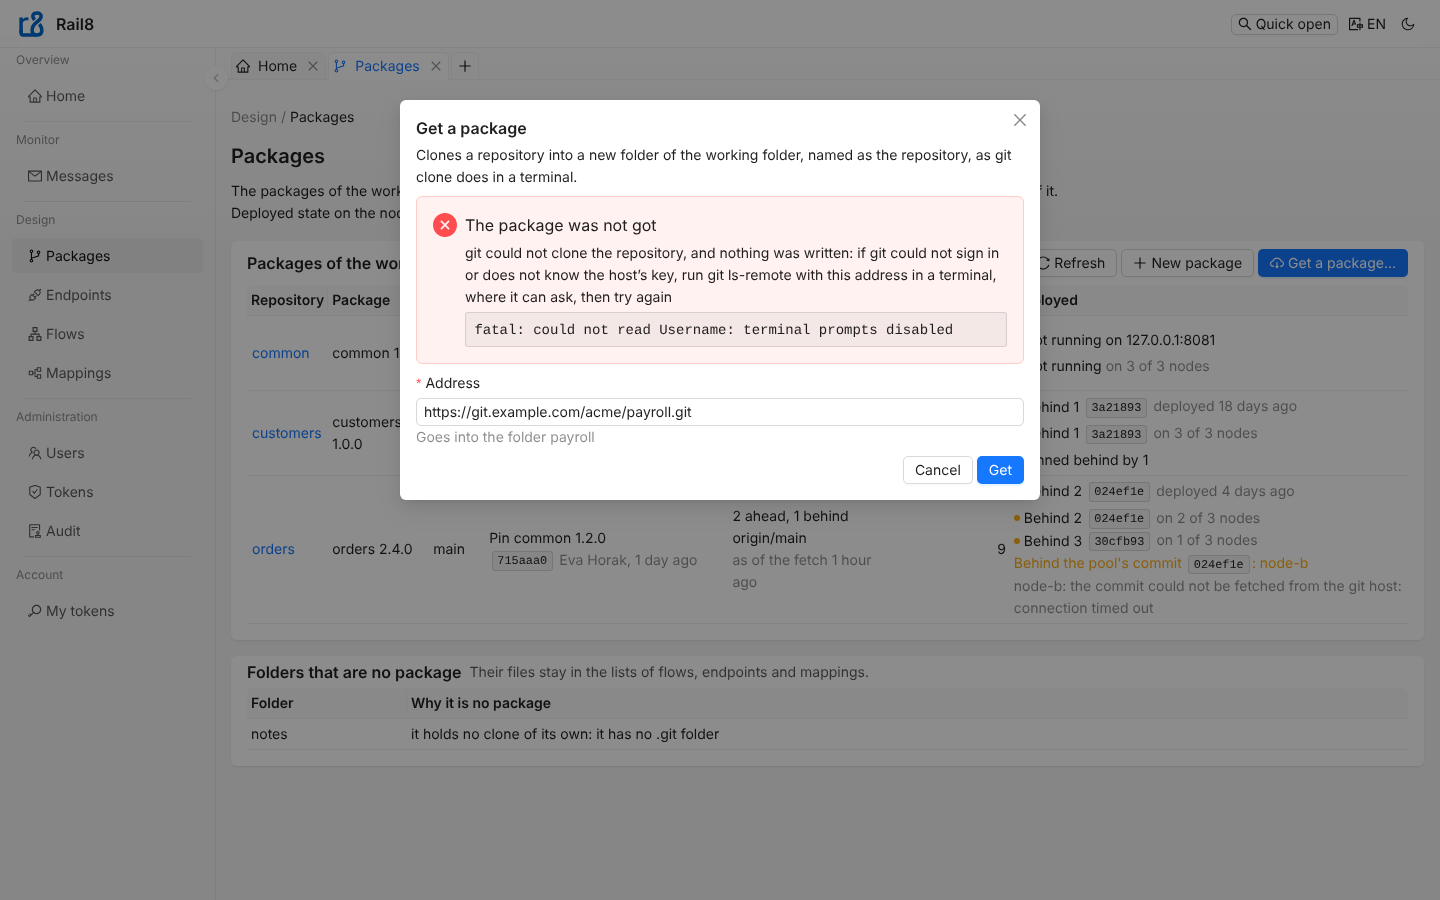 Rail8
Quick open
EN
Overview
Home
Monitor
Messages
Design
Packages
Endpoints
Flows
Mappings
Administration
Users
Tokens
Audit
Account
My tokens
Home
Packages
Design / Packages
Packages
The packages of the work
f it.
Deployed state on the nod
Packages of the wor
Refresh
New package
Get a package...
Repository Package
loyed
common common 1
ot running on 127.0.0.1:8081
ot running on 3 of 3 nodes
customers customers
1.0.0
ehind 1 3a21893 deployed 18 days ago
ehind 1 3a21893 on 3 of 3 nodes
nned behind by 1
orders orders 2.4.0 main
Pin common 1.2.0
715aaa0 Eva Horak, 1 day ago
2 ahead, 1 behind
origin/main
as of the fetch 1 hour
ago
9
ehind 2 024ef1e deployed 4 days ago
Behind 2 024ef1e on 2 of 3 nodes
Behind 3 30cfb93 on 1 of 3 nodes
Behind the pool's commit 024ef1e : node-b
node-b: the commit could not be fetched from the git host:
connection timed out
Folders that are no package Their files stay in the lists of flows, endpoints and mappings.
Folder Why it is no package
notes it holds no clone of its own: it has no .git folder
Get a package
Clones a repository into a new folder of the working folder, named as the repository, as git
clone does in a terminal.
The package was not got
git could not clone the repository, and nothing was written: if git could not sign in
or does not know the host's key, run git ls-remote with this address in a terminal,
where it can ask, then try again
fatal: could not read Username: terminal prompts disabled
* Address
https://git.example.com/acme/payroll.git
Goes into the folder payroll
Cancel
Get